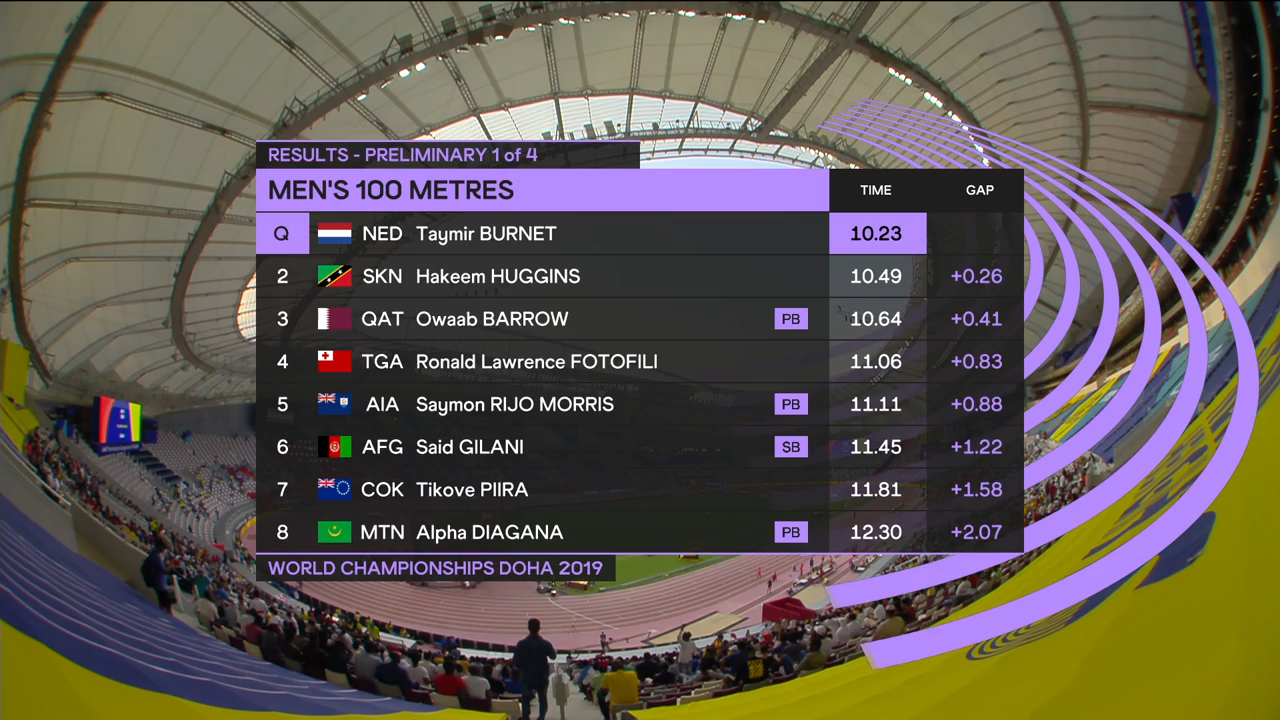 RESULTS - PRELIMINARY 1 of 4
MEN'S 100 METRES TIME GAP
Q NED Taymir BURNET 10.23
2 SKN Hakeem HUGGINS 10.49 +0.26
3 QAT Owaab BARROW PB 10.64 +0.41
4 TGA Ronald Lawrence FOTOFILI 11.06 +0.83
5 AIA Saymon RIJO MORRIS PB 11.11 +0.88
6 AFG Said GILANI SB 11.45 +1.22
7 COK Tikove PIIRA 11.81 +1.58
8 MTN Alpha DIAGANA PB 12.30 +2.07
WORLD CHAMPIONSHIPS DOHA 2019